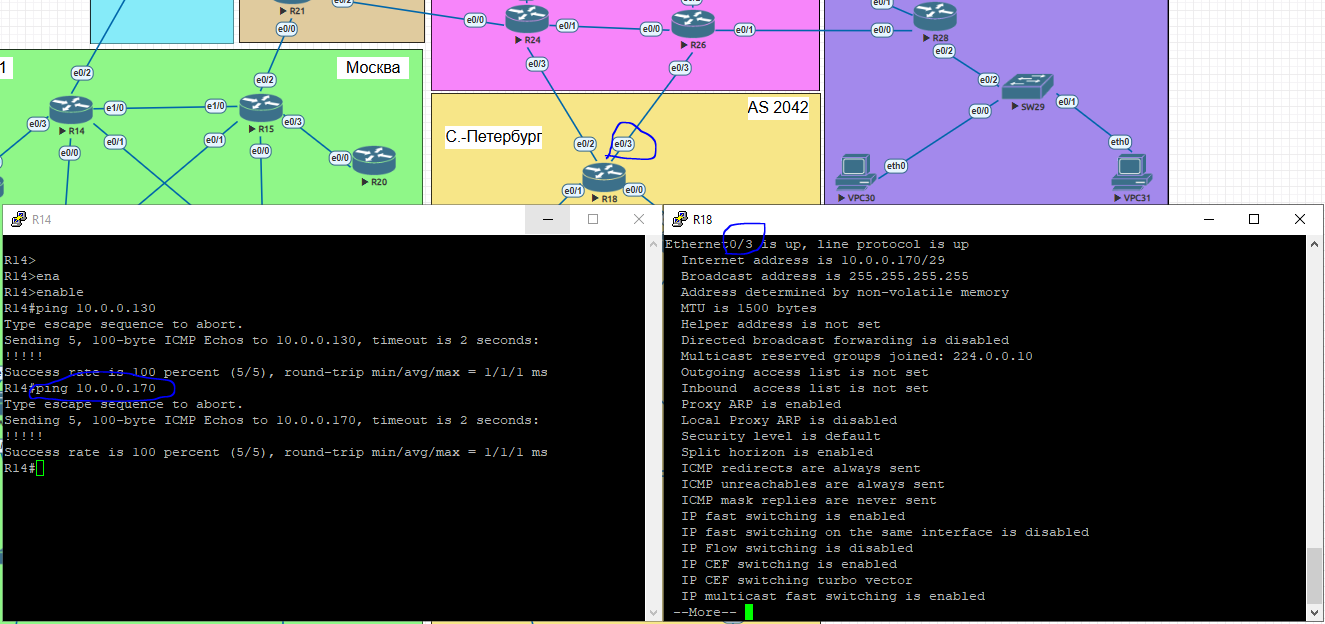 R21
e0/2
e0/0
e0/0
R24
e0/1
e0/0
R26
e0/1
e0/1
e0/0
R28
e0/2
1
Москва
e0/2
e0/2
e0/3
e0/3
AS 2042
e0/2
SW29
e0/1
e0/0
e1/0
e1/0
R14
R15
e0/3
e0/3
e0/1
e0/1
e0/0
e0/0
e0/0
R20
С.-Петербург
e0/2
e0/3
eth0
eth0
e0/1
R18
e0/0
VPC30
VPC31
R14
R14>
R14>ena
R14>enable
R14#ping 10.0.0.130
Type escape sequence to abort.
Sending 5, 100-byte ICMP Echos to 10.0.0.130, timeout is 2 seconds:
!!!!!
Success rate is 100 percent (5/5), round-trip min/avg/max = 1/1/1 ms
R14#ping 10.0.0.170
Type escape sequence to abort.
Sending 5, 100-byte ICMP Echos to 10.0.0.170, timeout is 2 seconds:
!!!!!
Success rate is 100 percent (5/5), round-trip min/avg/max = 1/1/1 ms
R14#
R18
Ethernet0/3 is up, line protocol is up
Internet address is 10.0.0.170/29
Broadcast address is 255.255.255.255
Address determined by non-volatile memory
MTU is 1500 bytes
Helper address is not set
Directed broadcast forwarding is disabled
Multicast reserved groups joined: 224.0.0.10
Outgoing access list is not set
Inbound  access list is not set
Proxy ARP is enabled
Local Proxy ARP is disabled
Security level is default
Split horizon is enabled
ICMP redirects are always sent
ICMP unreachables are always sent
ICMP mask replies are never sent
IP fast switching is enabled
IP fast switching on the same interface is disabled
IP Flow switching is disabled
IP CEF switching is enabled
IP CEF switching turbo vector
IP multicast fast switching is enabled
--More--